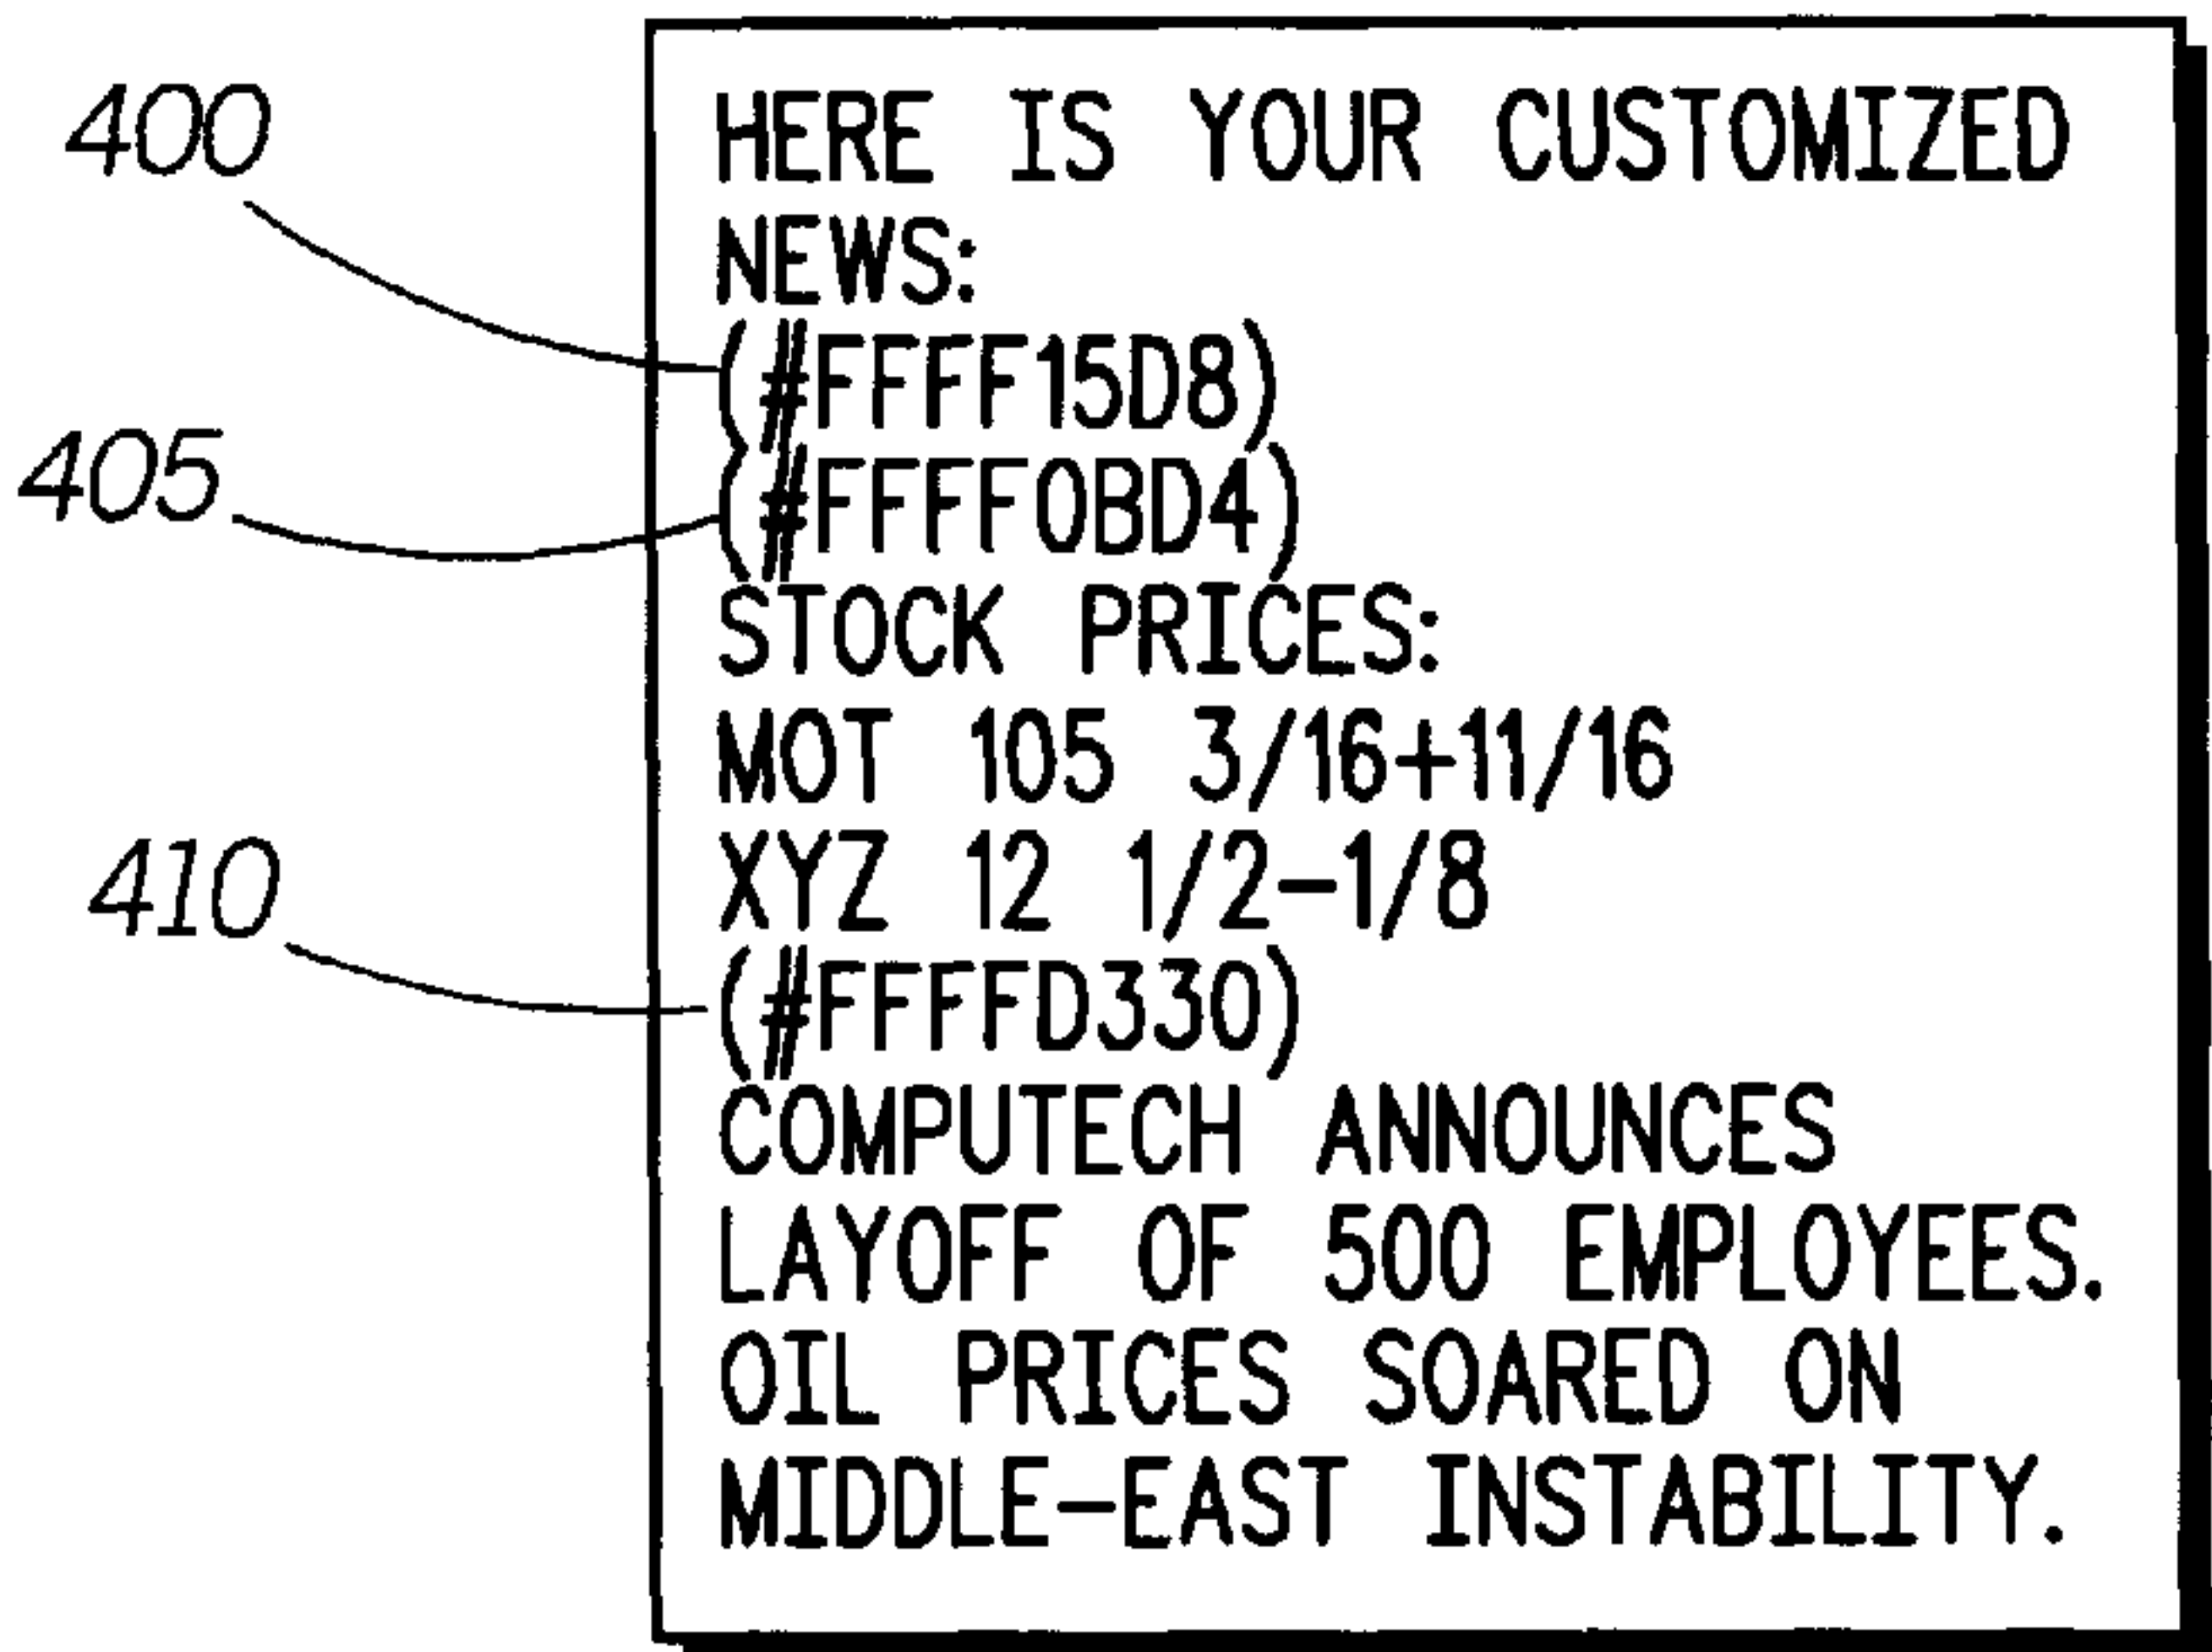 400
405
410
HERE IS YOUR CUSTOMIZED
NEWS:
(#FFFF15D8)
(#FFFF0BD4)
STOCK PRICES:
MOT 105 3/16+11/16
XYZ 12 1/2-1/8
(#FFFFD330)
COMPUTECH ANNOUNCES
LAYOFF OF 500 EMPLOYEES.
OIL PRICES SOARED ON
MIDDLE-EAST INSTABILITY.